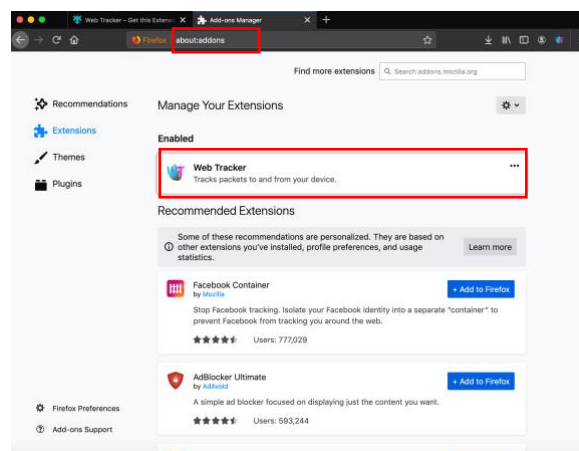 Web Tracker – Get this Extensi
Add-ons Manager
Firefox
about:addons
Find more extensions
Search addons.mozilla.org
Recommendations
Extensions
Themes
Plugins
Manage Your Extensions
Enabled
Web Tracker
Tracks packets to and from your device.
Recommended Extensions
Some of these recommendations are personalized. They are based on
other extensions you've installed, profile preferences, and usage
statistics.
Learn more
Facebook Container
by Mozilla
+ Add to Firefox
Stop Facebook tracking. Isolate your Facebook identity into a separate "container" to
prevent Facebook from tracking you around the web.
Users: 777,029
AdBlocker Ultimate
by AdAvoid
+ Add to Firefox
A simple ad blocker focused on displaying just the content you want.
Users: 593,244
Firefox Preferences
Add-ons Support